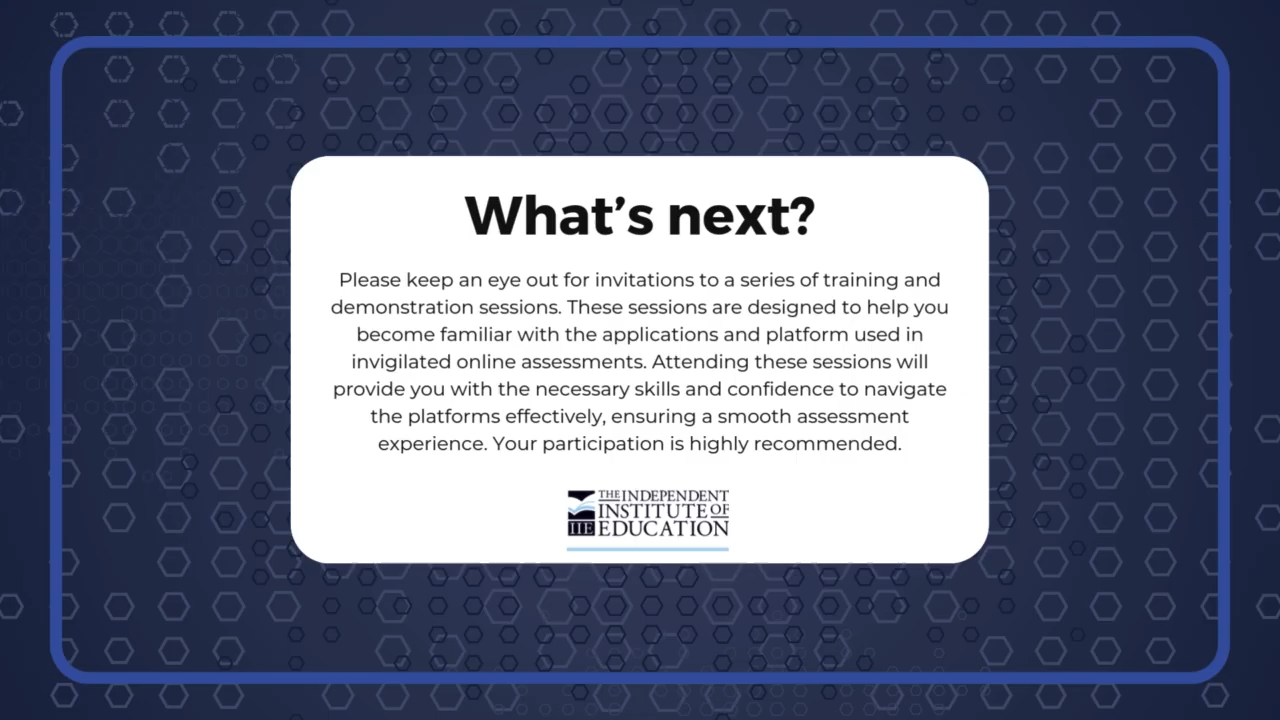 What’s next?
Please keep an eye out for invitations to a series of training and
demonstration sessions. These sessions are designed to help you
become familiar with the applications and platform used in
invigilated online assessments. Attending these sessions will
provide you with the necessary skills and confidence to navigate
the platforms effectively, ensuring a smooth assessment
experience. Your participation is highly recommended.
THE INDEPENDENT
INSTITUTE OF
IIE EDUCATION